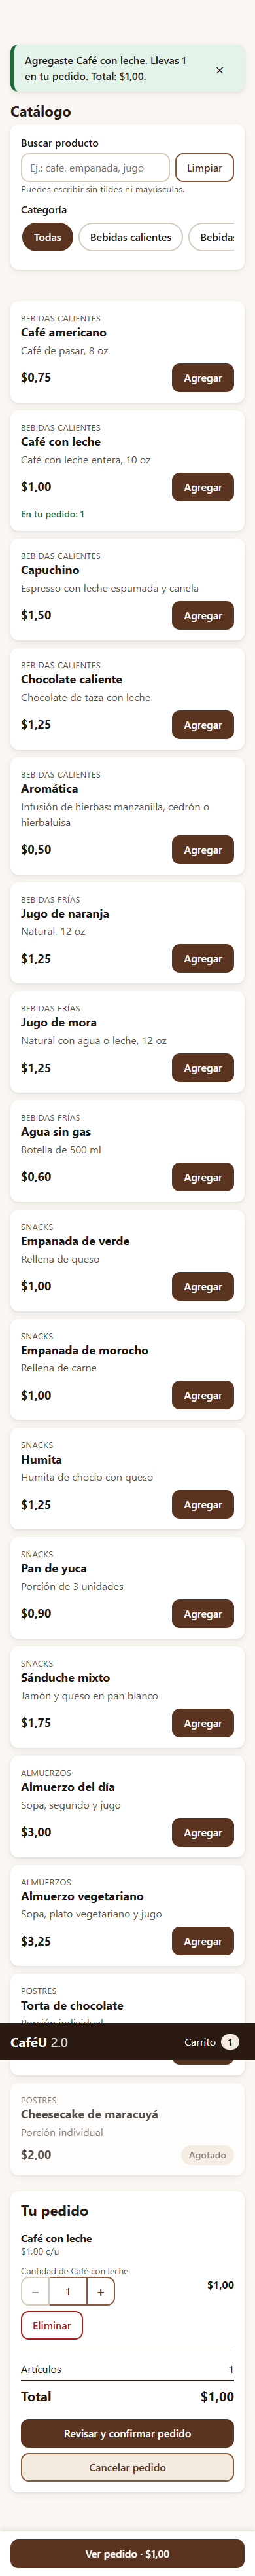 Agregaste Café con leche. Llevas 1
en tu pedido. Total: $1,00.
×
Catálogo
Buscar producto
Ej.: cafe, empanada, jugo
Limpiar
Puedes escribir sin tildes ni mayúsculas.
Categoría
Todas
Bebidas calientes
BEBIDAS CALIENTES
Café americano
Café de pasar, 8 oz
$0,75
Agregar
BEBIDAS CALIENTES
Café con leche
Café con leche entera, 10 oz
$1,00
Agregar
En tu pedido: 1
BEBIDAS CALIENTES
Capuchino
Espresso con leche espumada y canela
$1,50
Agregar
BEBIDAS CALIENTES
Chocolate caliente
Chocolate de taza con leche
$1,25
Agregar
BEBIDAS CALIENTES
Aromática
Infusión de hierbas: manzanilla, cedrón o
hierbaluisa
$0,50
Agregar
BEBIDAS FRÍAS
Jugo de naranja
Natural, 12 oz
$1,25
Agregar
BEBIDAS FRÍAS
Jugo de mora
Natural con agua o leche, 12 oz
$1,25
Agregar
BEBIDAS FRÍAS
Agua sin gas
Botella de 500 ml
$0,60
Agregar
SNACKS
Empanada de verde
Rellena de queso
$1,00
Agregar
SNACKS
Empanada de morocho
Rellena de carne
$1,00
Agregar
SNACKS
Humita
Humita de choclo con queso
$1,25
Agregar
SNACKS
Pan de yuca
Porción de 3 unidades
$0,90
Agregar
SNACKS
Sánduche mixto
Jamón y queso en pan blanco
$1,75
Agregar
ALMUERZOS
Almuerzo del día
Sopa, segundo y jugo
$3,00
Agregar
ALMUERZOS
Almuerzo vegetariano
Sopa, plato vegetariano y jugo
$3,25
Agregar
POSTRES
Torta de chocolate
Porción individual
CaféU 2.0
Carrito 1
POSTRES
Cheesecake de maracuyá
Porción individual
$2,00
Agotado
Tu pedido
Café con leche
$1,00 c/u
Cantidad de Café con leche
− 1 +
$1,00
Eliminar
Artículos 1
Total $1,00
Revisar y confirmar pedido
Cancelar pedido
Ver pedido · $1,00